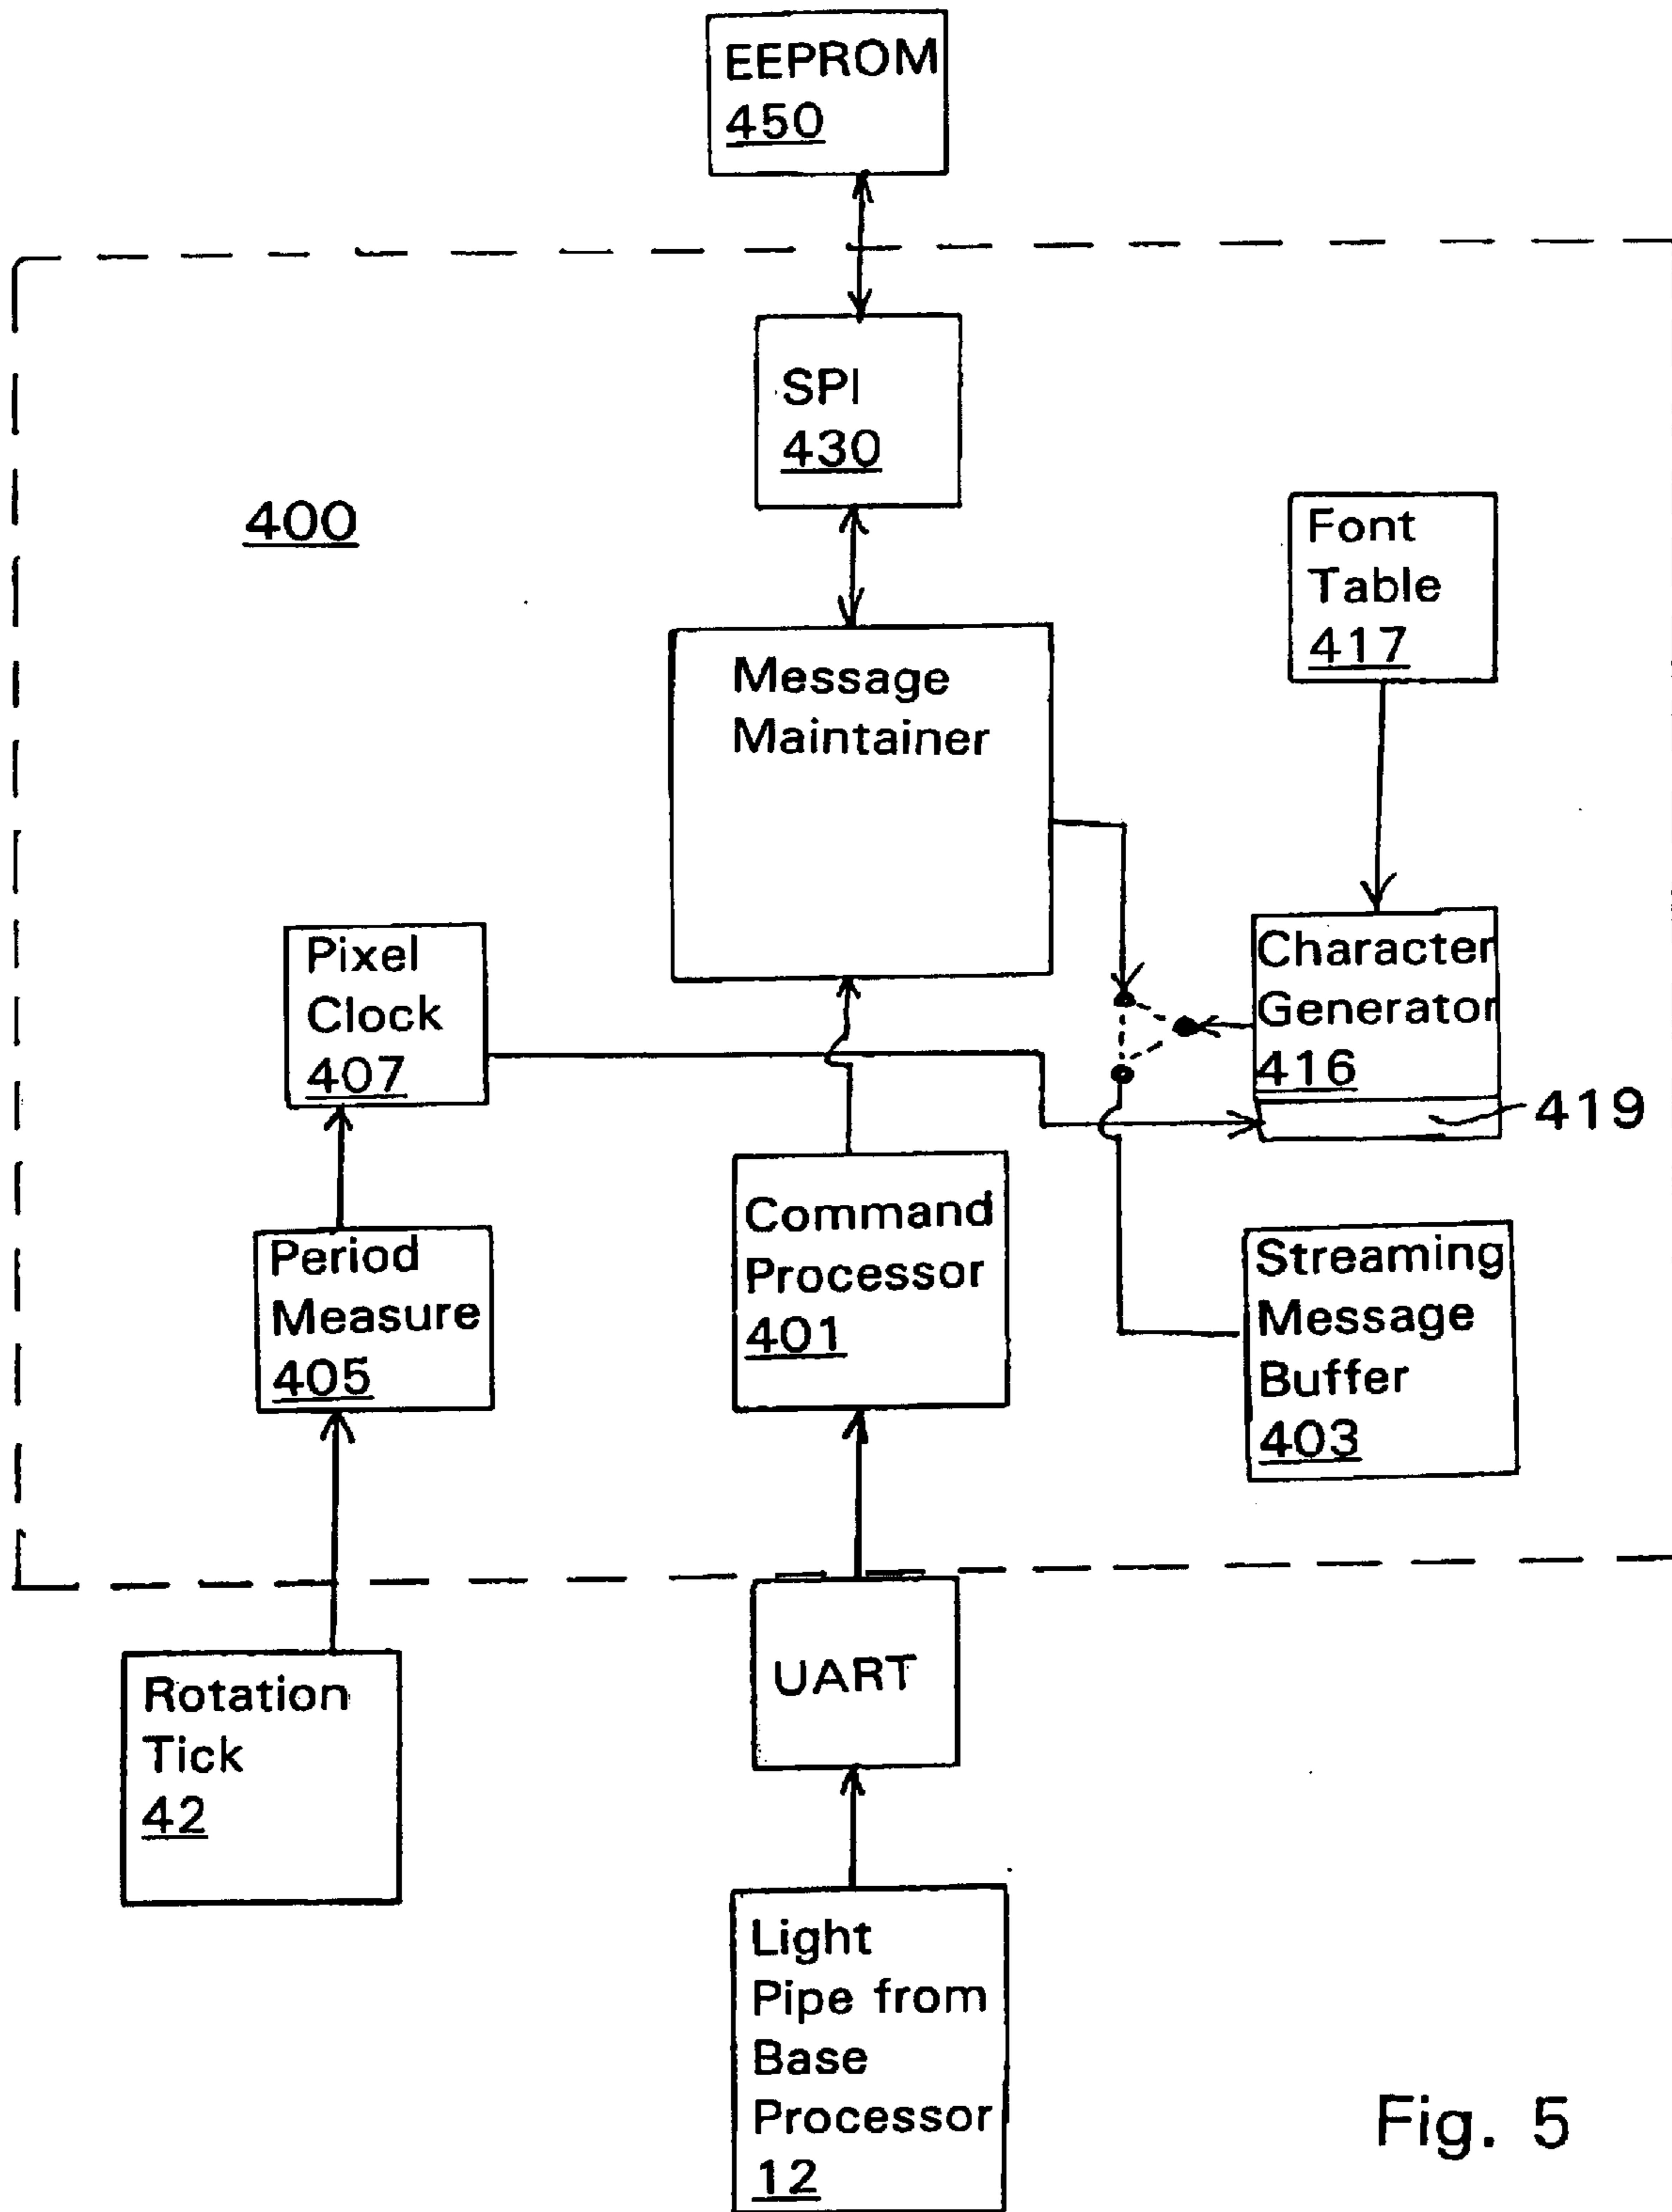 EEPROM
450
SPI
430
400
Font
Table
417
Message
Maintainer
Pixel
Clock
407
Character
Generator
416
419
Period
Measure
405
Command
Processor
401
Streaming
Message
Buffer
403
Rotation
Tick
42
UART
Light
Pipe from
Base
Processor
12
Fig. 5